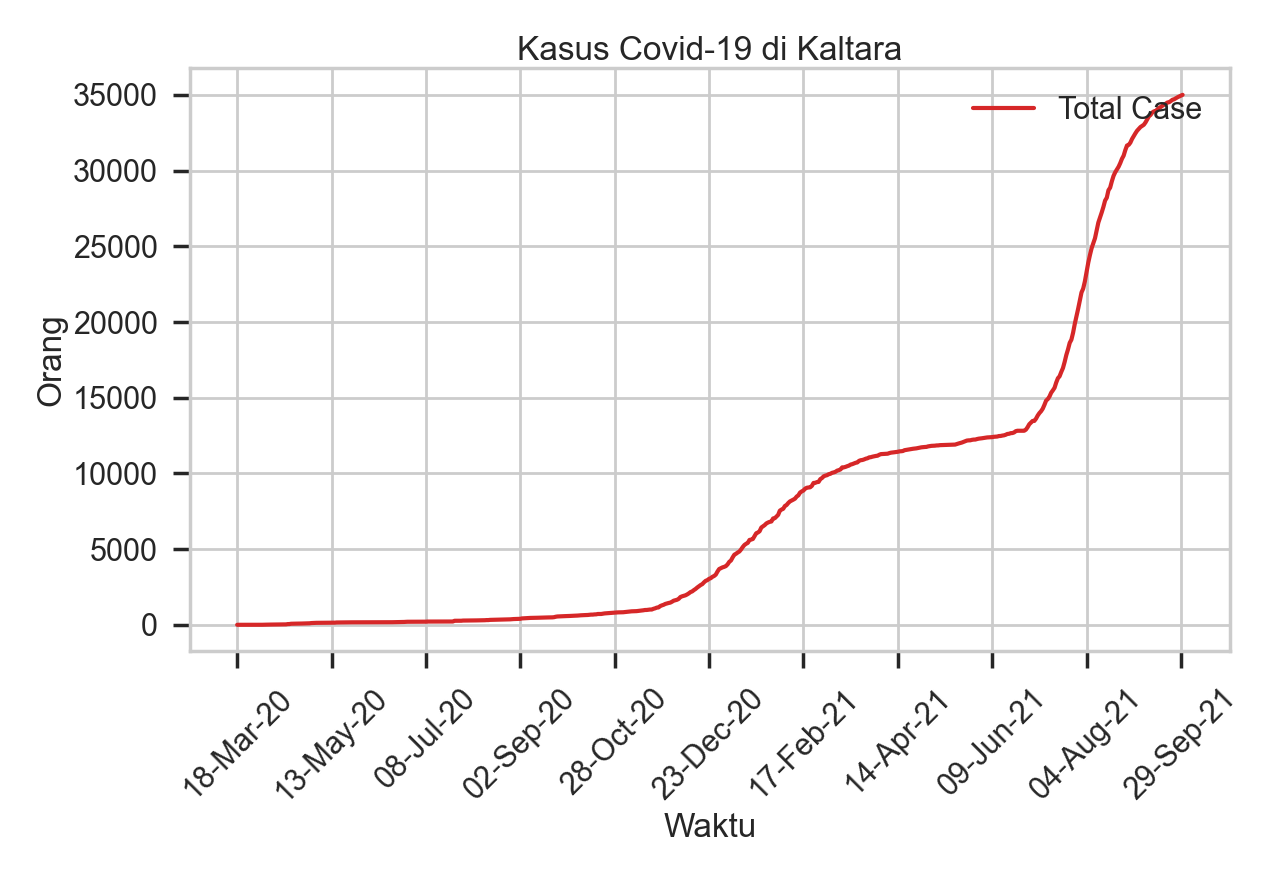 Kasus Covid-19 di Kaltara
Total Case
Orang
35000
30000
25000
20000
15000
10000
5000
0
18-Mar-20
13-May-20
08-Jul-20
02-Sep-20
28-Oct-20
23-Dec-20
17-Feb-21
14-Apr-21
09-Jun-21
04-Aug-21
29-Sep-21
Waktu